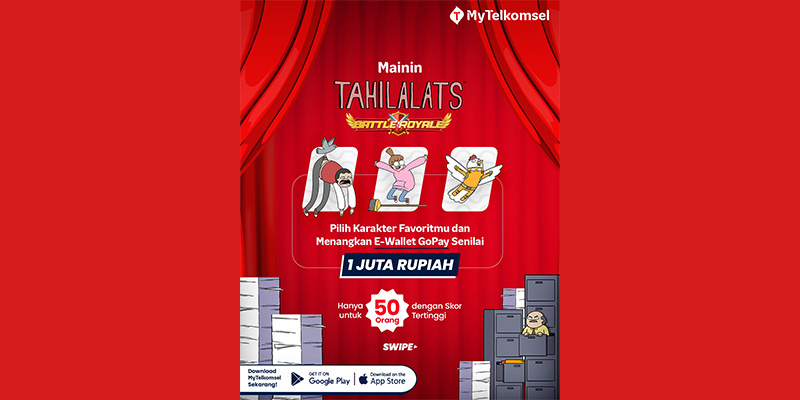 MyTelkomsel
Mainin
TAHILALATS
BATTLE ROYALE
Pilih Karakter Favoritmu dan
Menangkan E-Wallet GoPay Senilai
1 JUTA RUPIAH
Hanya
untuk
50
Orang
dengan Skor
Tertinggi
SWIPE
Download
MyTelkomsel
Sekarang!
GET IT ON
Google Play
Download on the
App Store